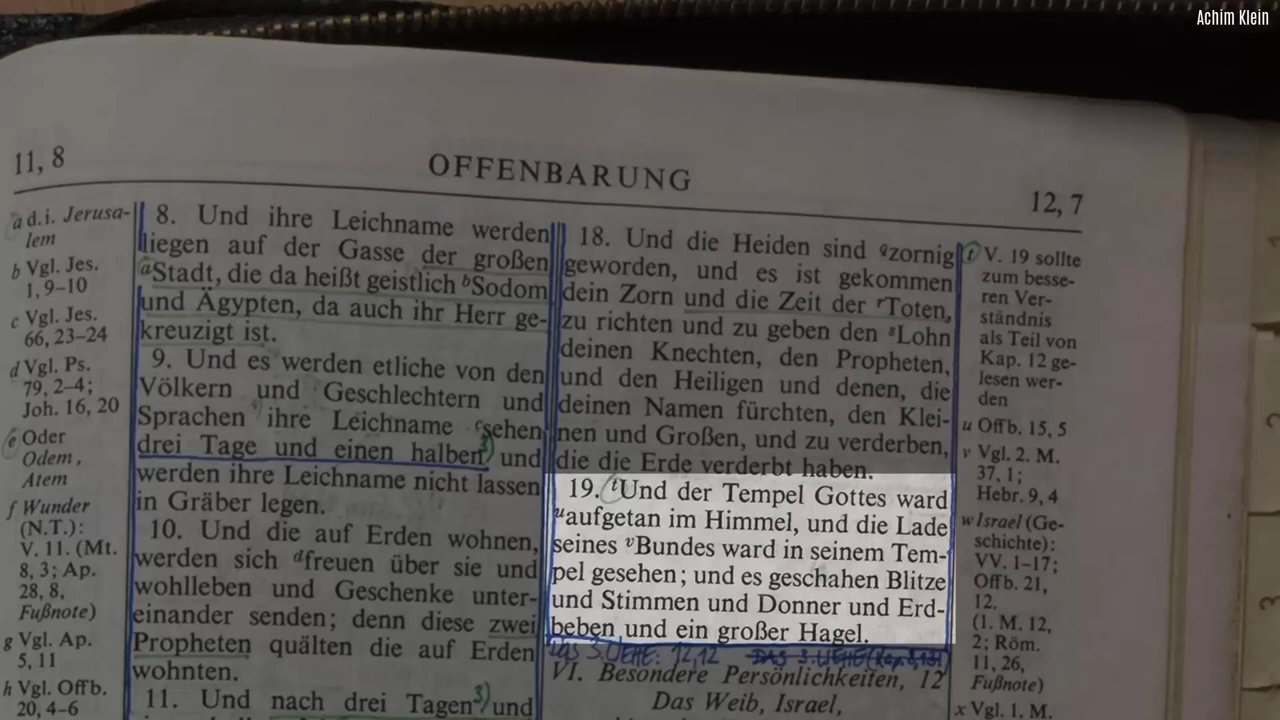 Achim Klein
11, 8
OFFENBARUNG
12, 7
a d.i. Jerusa-
lem
b Vgl. Jes.
1, 9–10
c Vgl. Jes.
66, 23–24
d Vgl. Ps.
79, 2–4;
Joh. 16, 20
e Oder
Odem,
Atem
f Wunder
(N.T.):
V. 11. (Mt.
8, 3; Ap.
28, 8,
Fußnote)
g Vgl. Ap.
5, 11
h Vgl. Offb.
20, 4–6
8. Und ihre Leichname werden
liegen auf der Gasse der großen
aStadt, die da heißt geistlich bSodom
und Ägypten, da auch ihr Herr ge-
kreuzigt ist.
9. Und es werden etliche von den
Völkern und Geschlechtern und
Sprachen ihre Leichname csehen
drei Tage und einen halben 3) und
werden ihre Leichname nicht lassen
in Gräber legen.
10. Und die auf Erden wohnen,
werden sich dfreuen über sie und
wohlleben und Geschenke unter-
einander senden; denn diese zwei
Propheten quälten die auf Erden
wohnten.
11. Und nach drei Tagen 3) und
18. Und die Heiden sind qzornig
geworden, und es ist gekommen
dein Zorn und die Zeit der rToten,
zu richten und zu geben den sLohn
deinen Knechten, den Propheten,
und den Heiligen und denen, die
deinen Namen fürchten, den Klei-
nen und Großen, und zu verderben,
die die Erde verderbt haben.
19. tUnd der Tempel Gottes ward
uaufgetan im Himmel, und die Lade
seines vBundes ward in seinem Tem-
pel gesehen; und es geschahen Blitze
und Stimmen und Donner und Erd-
beben und ein großer Hagel.
DAS 3. WEHE: 12,12 DAS 3. WEHE
VI. Besondere Persönlichkeiten, 12
Das Weib, Israel,
t V. 19 sollte
zum besse-
ren Ver-
ständnis
als Teil von
Kap. 12 ge-
lesen wer-
den
u Offb. 15, 5
v Vgl. 2. M.
37, 1;
Hebr. 9, 4
w Israel (Ge-
schichte):
VV. 1–17;
Offb. 21,
12.
(1. M. 12,
2; Röm.
11, 26,
Fußnote)
x Vgl. 1. M.